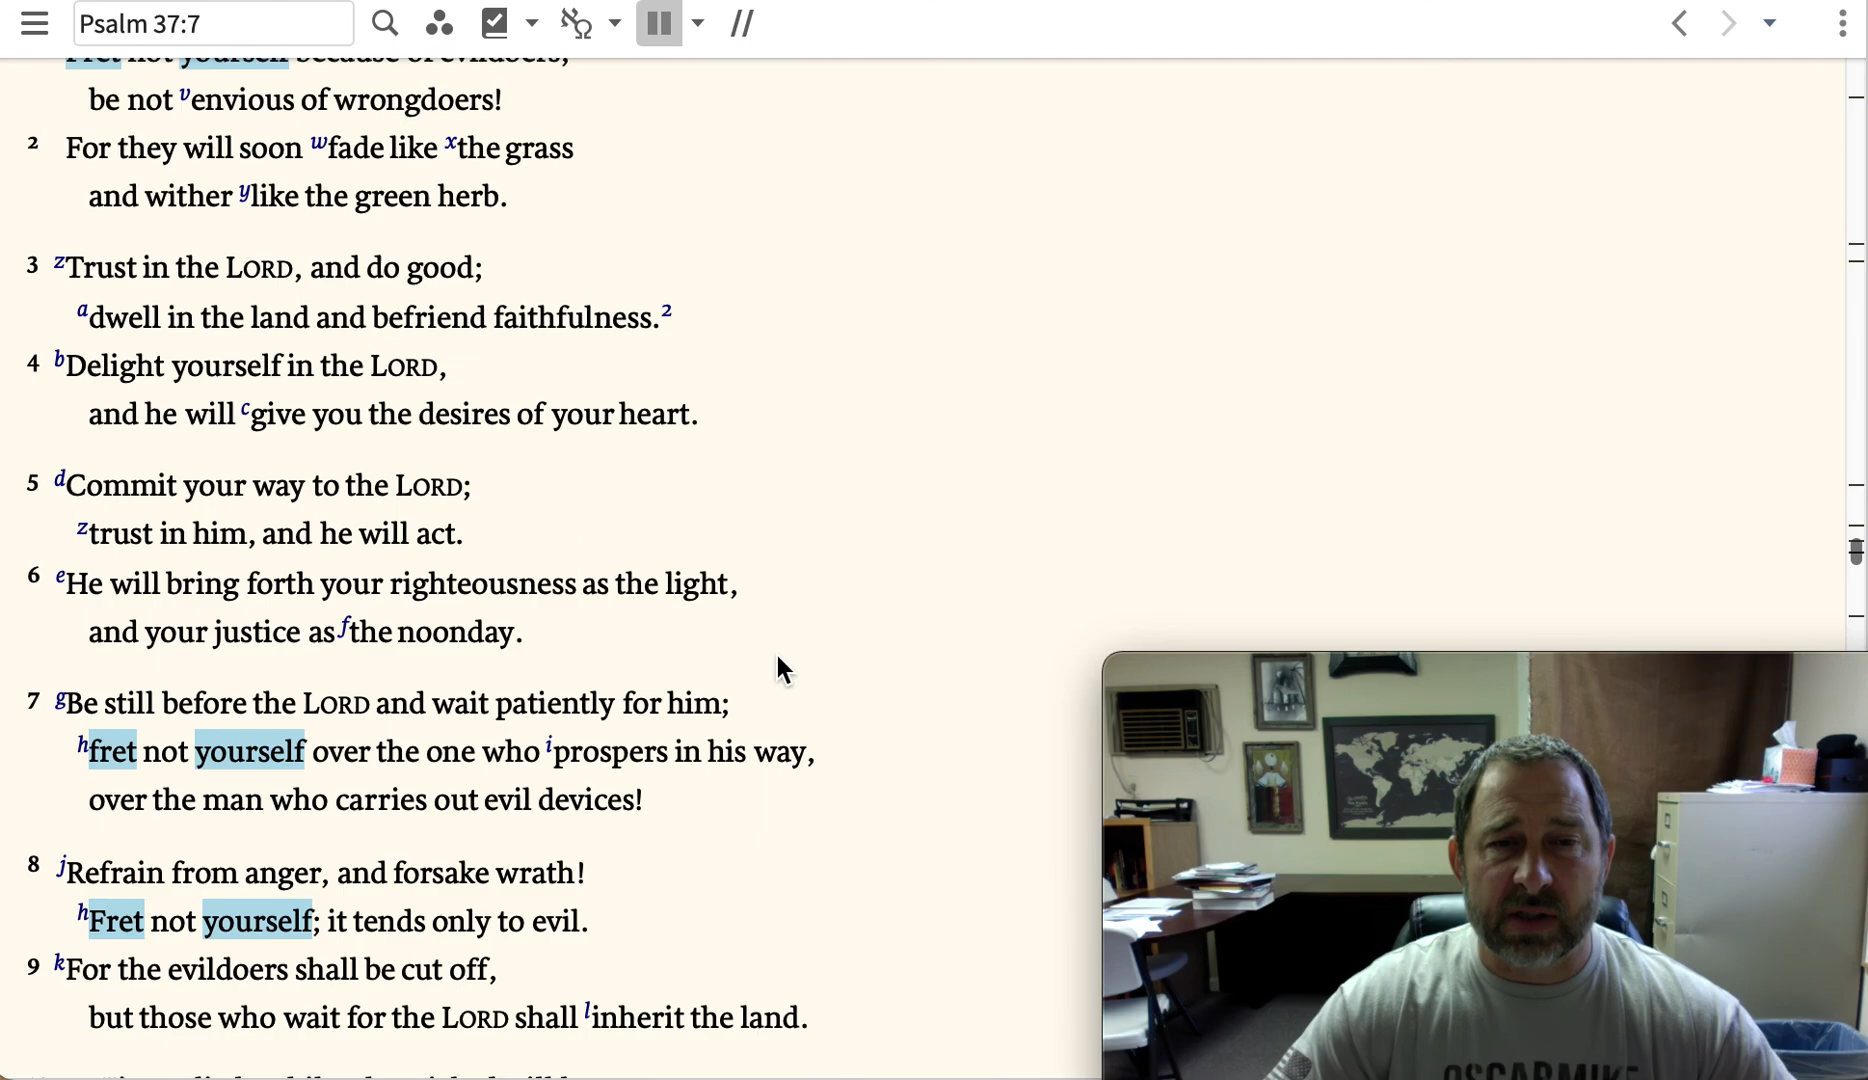 Psalm 37:7
Fret not yourself because of evildoers;
be not venvious of wrongdoers!
2 For they will soon wfade like xthe grass
and wither ylike the green herb.
3 zTrust in the LORD, and do good;
adwell in the land and befriend faithfulness.2
4 bDelight yourself in the LORD,
and he will cgive you the desires of your heart.
5 dCommit your way to the LORD;
ztrust in him, and he will act.
6 eHe will bring forth your righteousness as the light,
and your justice as fthe noonday.
7 gBe still before the LORD and wait patiently for him;
hfret not yourself over the one who iprospers in his way,
over the man who carries out evil devices!
8 jRefrain from anger, and forsake wrath!
hFret not yourself; it tends only to evil.
9 kFor the evildoers shall be cut off,
but those who wait for the LORD shall linherit the land.
OSCARMIKE